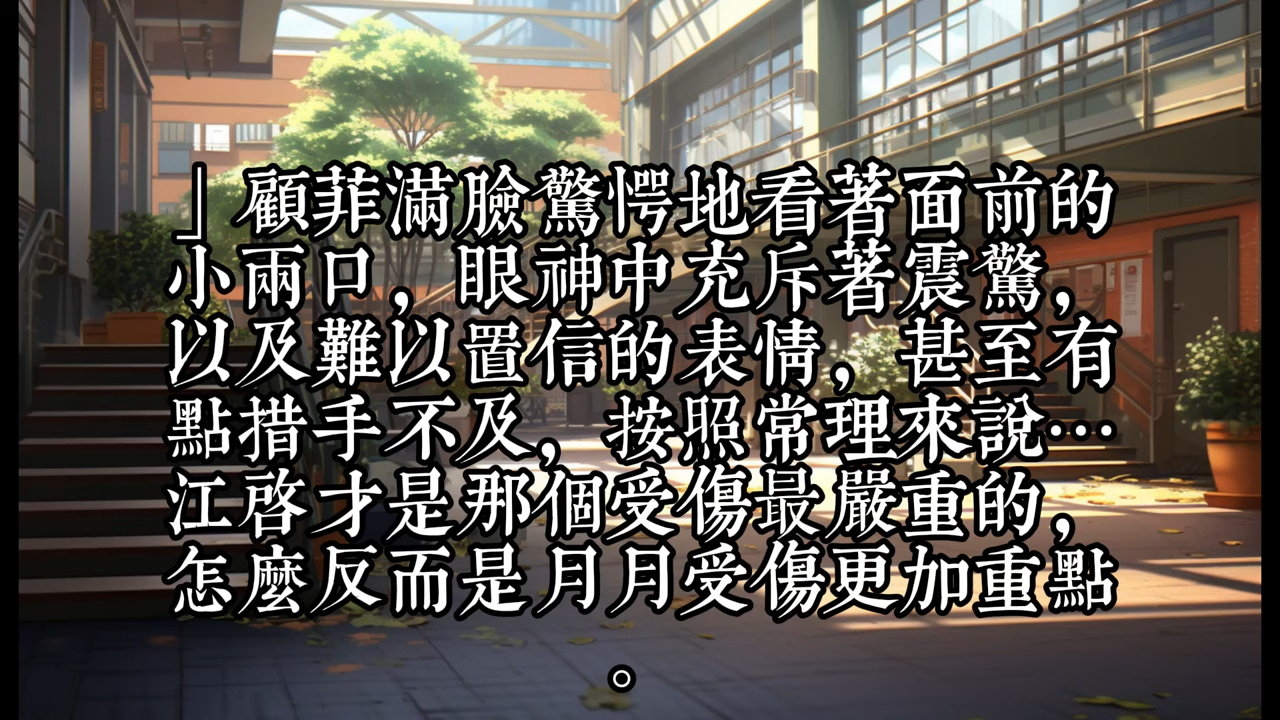 」顧菲滿臉驚愕地看著面前的
小兩口，眼神中充斥著震驚，
以及難以置信的表情，甚至有
點措手不及，按照常理來說…
江啓才是那個受傷最嚴重的，
怎麼反而是月月受傷更加重點
。